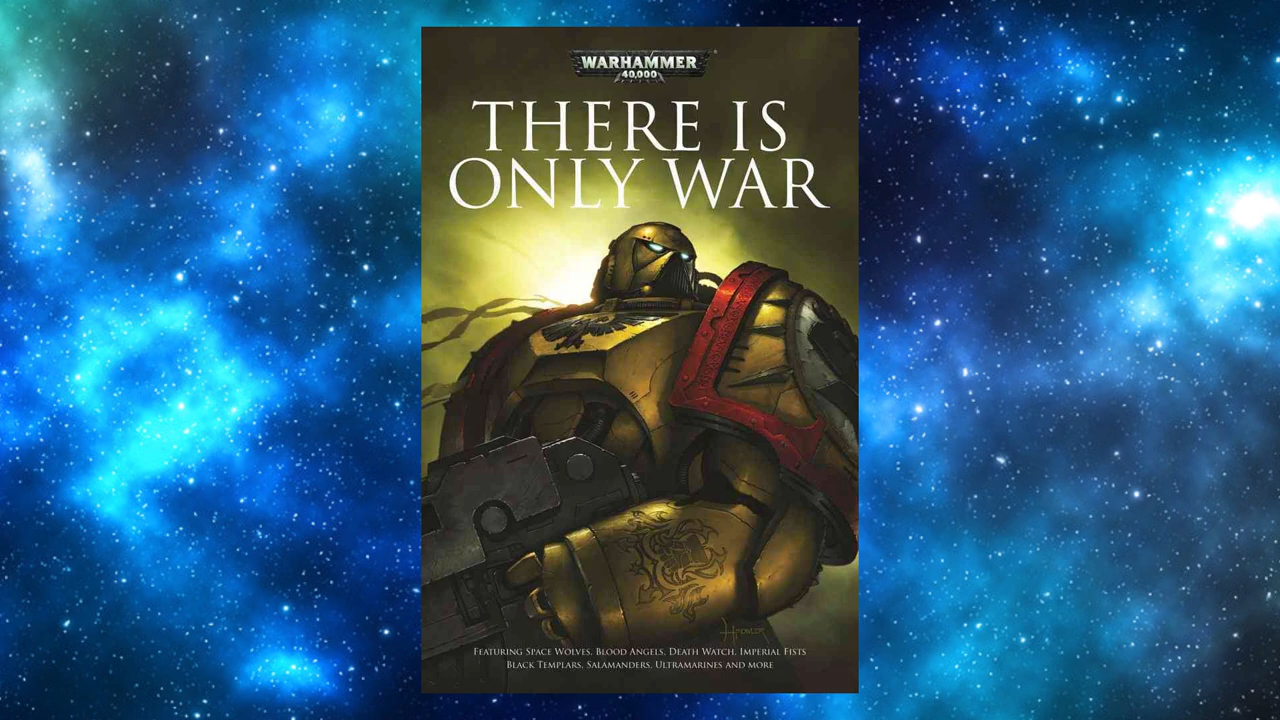 WARHAMMER
40,000
THERE IS
ONLY WAR
FEATURING SPACE WOLVES, BLOOD ANGELS, DEATH WATCH, IMPERIAL FISTS
BLACK TEMPLARS, SALAMANDERS, ULTRAMARINES AND MORE